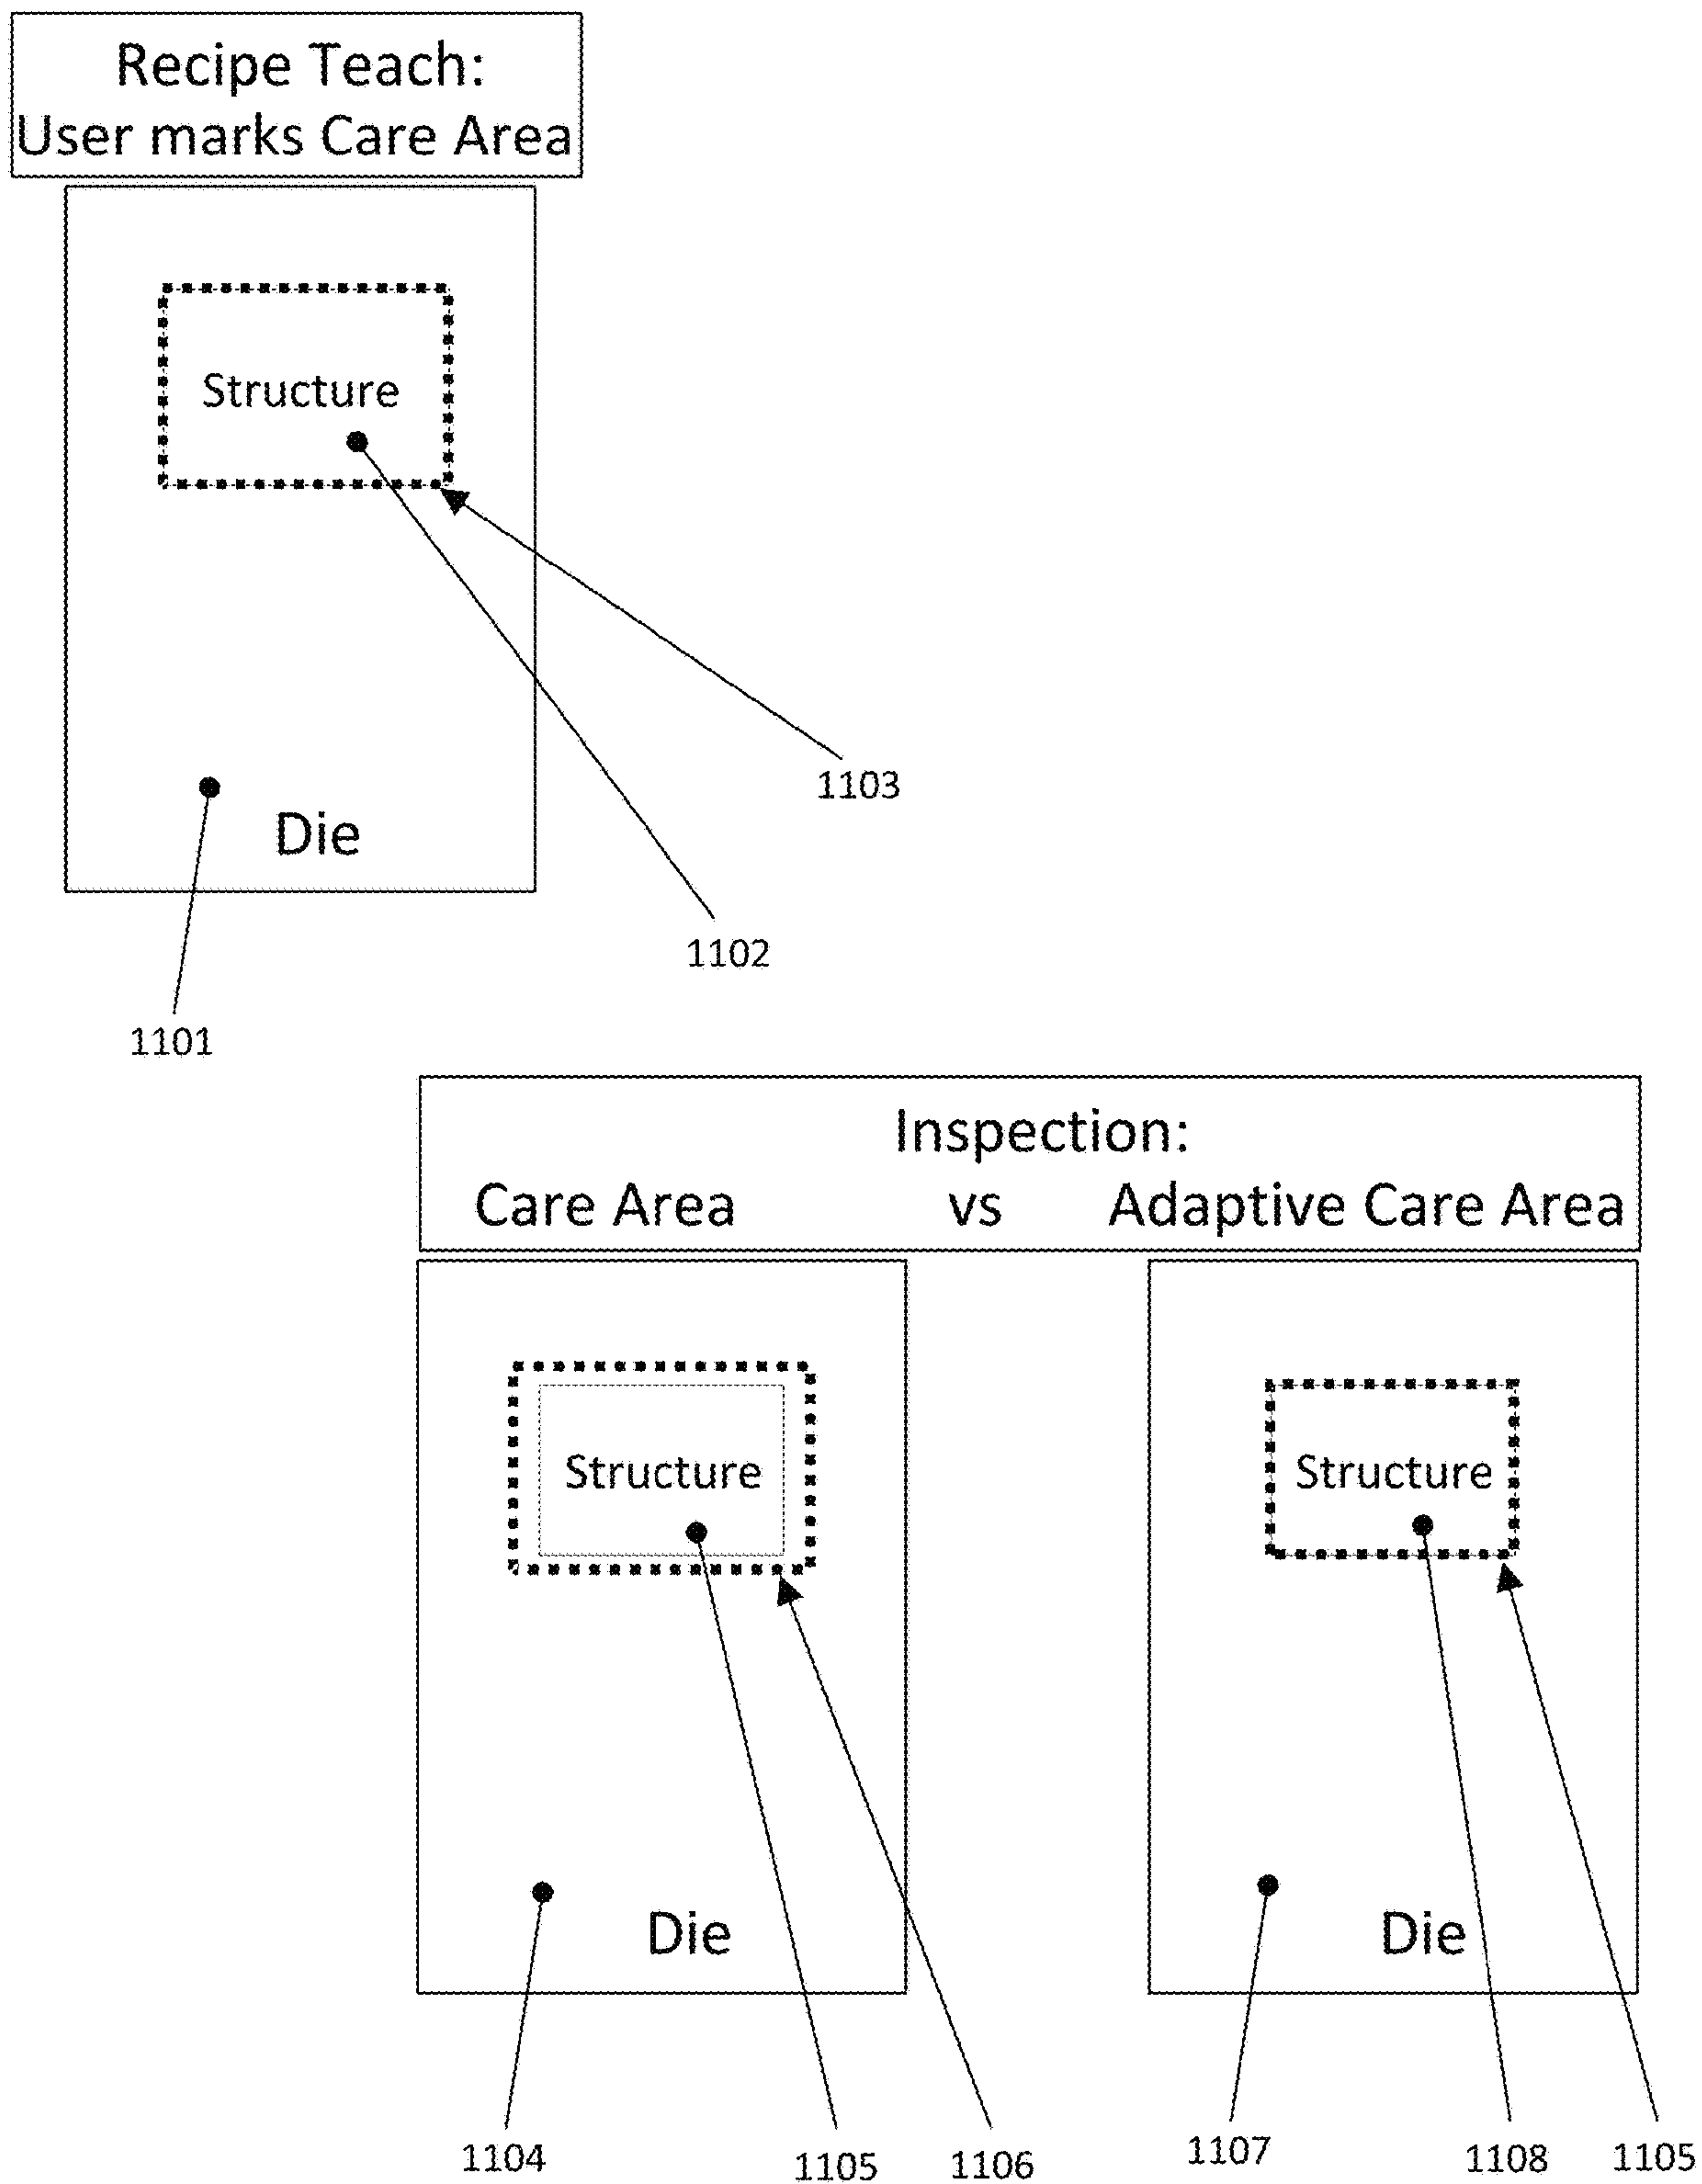 Recipe Teach:
User marks Care Area
Structure
1103
Die
1102
1101
Inspection:
Care Area vs Adaptive Care Area
Structure Structure
Die Die
1104 1105 1106 1107 1108 1105